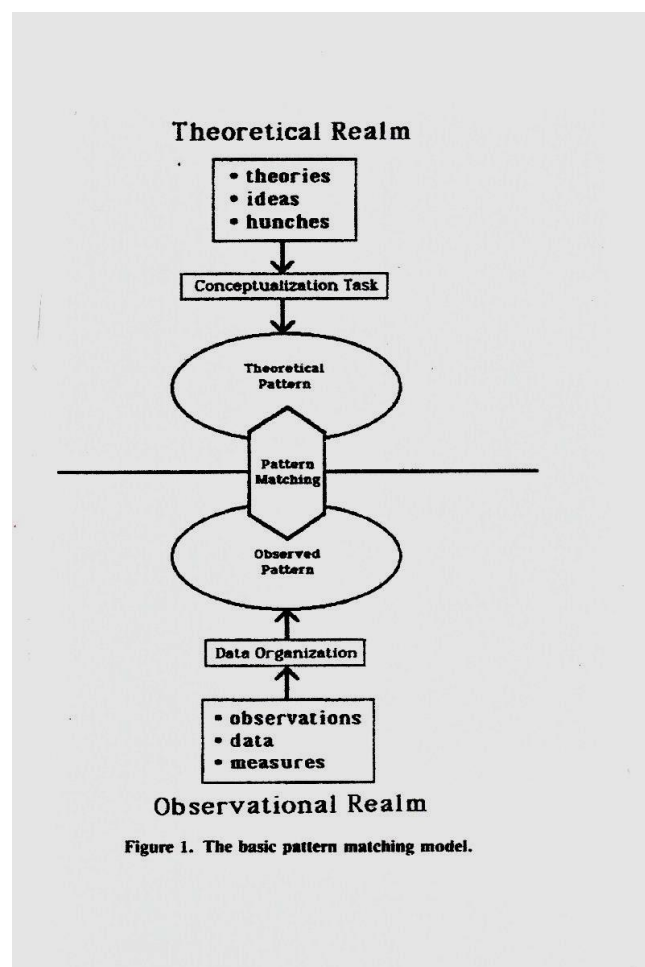 Theoretical Realm
• theories
• ideas
• hunches
Conceptualization Task
Theoretical
Pattern
Pattern
Matching
Observed
Pattern
Data Organization
• observations
• data
• measures
Observational Realm
Figure 1. The basic pattern matching model.